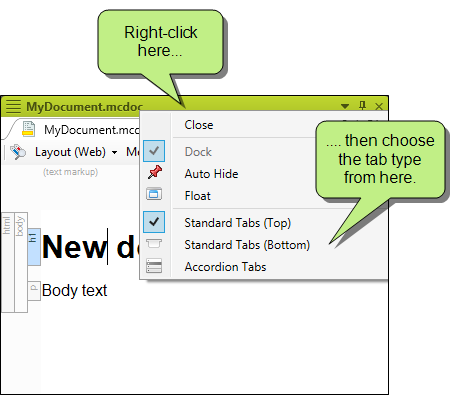 Right-click
here...
MyDocument.mcdoc
MyDocument.mcdo
Close
.... then choose
the tab type
from here.
Layout (Web)
Dock
(text markup)
Auto Hide
Float
html
body
h1
New d
Standard Tabs (Top)
Standard Tabs (Bottom)
Accordion Tabs
p
Body text